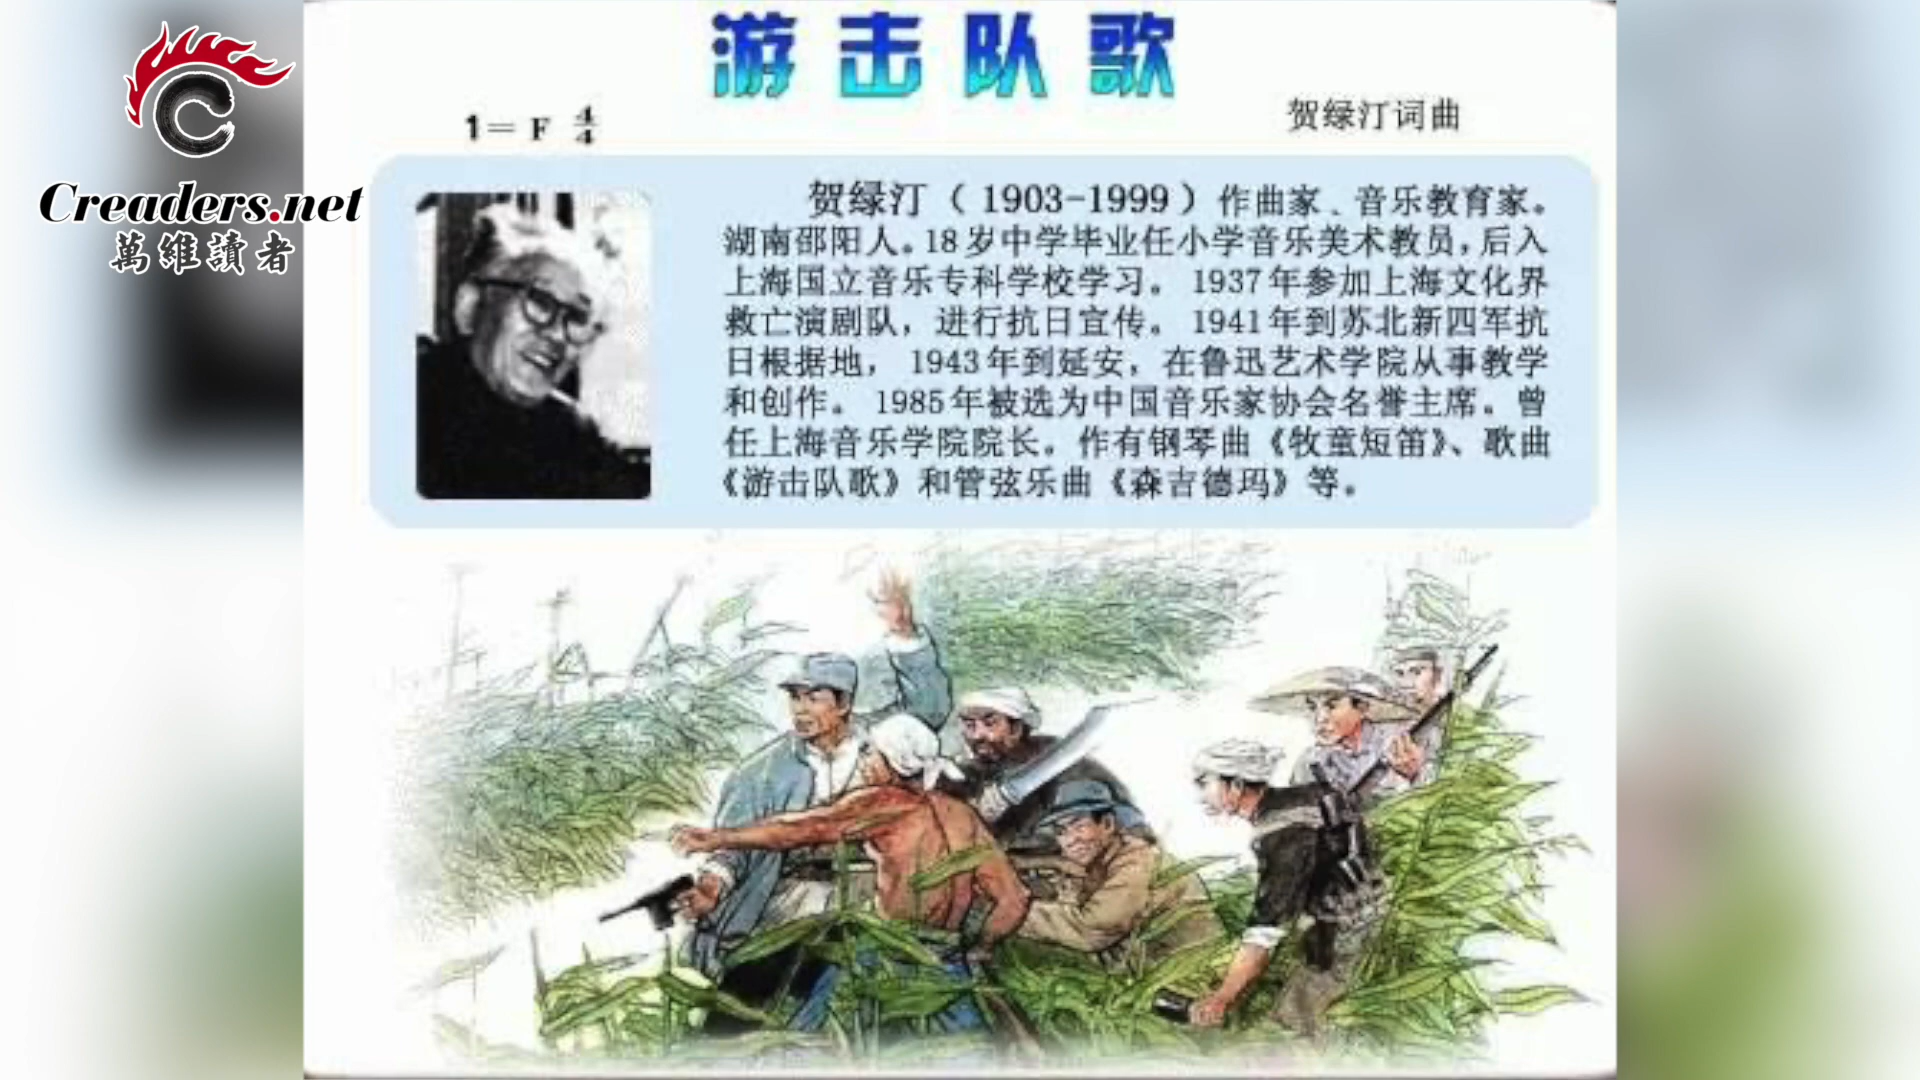 Creaders.net
萬維讀者
游击队歌
1=F 4/4
贺绿汀词曲
贺绿汀（1903-1999）作曲家、音乐教育家。
湖南邵阳人。18岁中学毕业任小学音乐美术教员，后入
上海国立音乐专科学校学习。1937年参加上海文化界
救亡演剧队，进行抗日宣传。1941年到苏北新四军抗
日根据地，1943年到延安，在鲁迅艺术学院从事教学
和创作。1985年被选为中国音乐家协会名誉主席。曾
任上海音乐学院院长。作有钢琴曲《牧童短笛》、歌曲
《游击队歌》和管弦乐曲《森吉德玛》等。